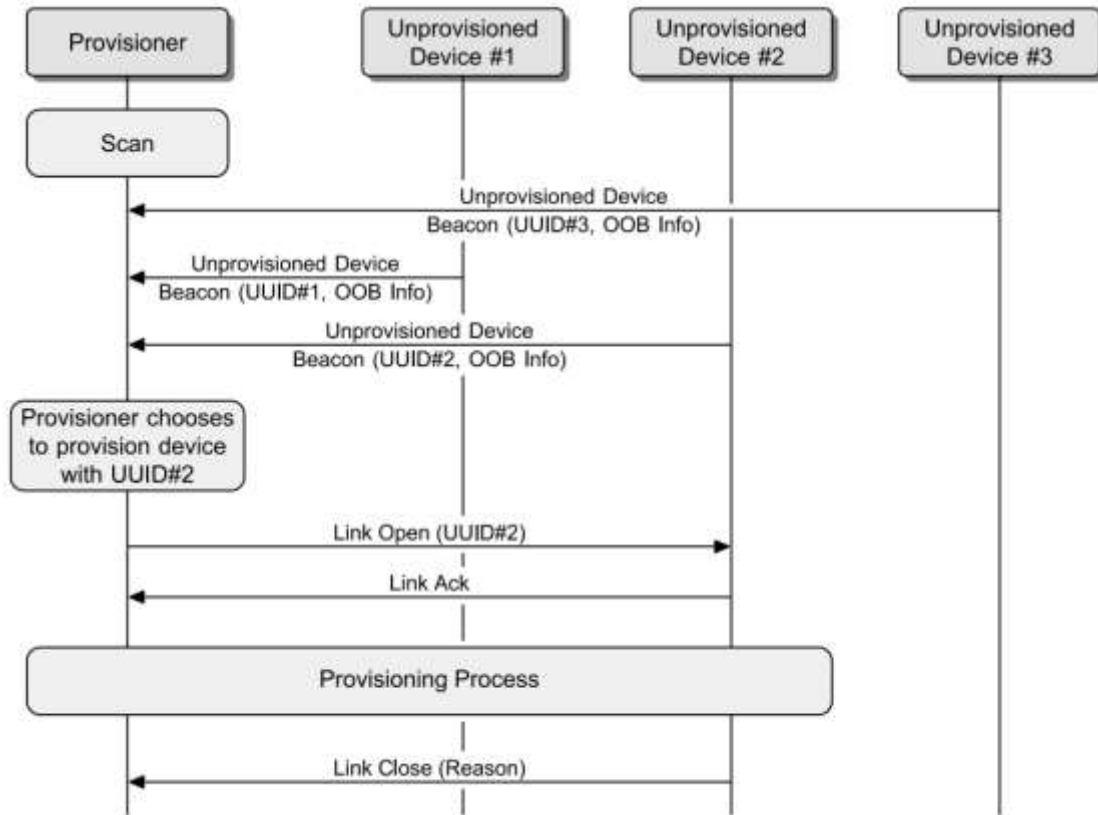 Provisioner
Unprovisioned
Device #1
Unprovisioned
Device #2
Unprovisioned
Device #3
Scan
Unprovisioned Device
Beacon (UUID#3, OOB Info)
Unprovisioned Device
Beacon (UUID#1, OOB Info)
Unprovisioned Device
Beacon (UUID#2, OOB Info)
Provisioner chooses
to provision device
with UUID#2
Link Open (UUID#2)
Link Ack
Provisioning Process
Link Close (Reason)